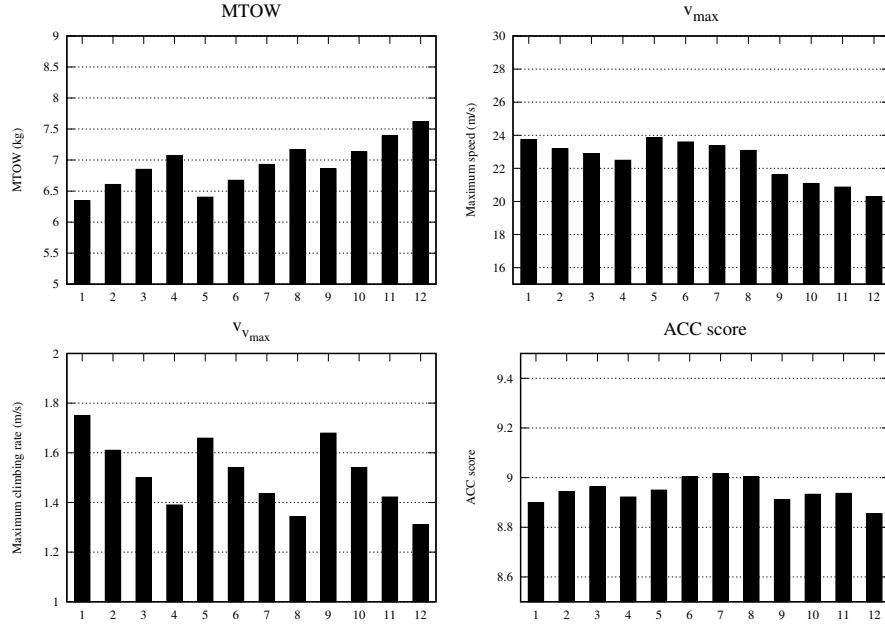 MTOW
MTOW (kg)
9
8.5
8
7.5
7
6.5
6
5.5
5
1 2 3 4 5 6 7 8 9 10 11 12
v_max
Maximum speed (m/s)
30
28
26
24
22
20
18
16
1 2 3 4 5 6 7 8 9 10 11 12
v_v_max
Maximum climbing rate (m/s)
2
1.8
1.6
1.4
1.2
1
1 2 3 4 5 6 7 8 9 10 11 12
ACC score
ACC score
9.4
9.2
9
8.8
8.6
1 2 3 4 5 6 7 8 9 10 11 12